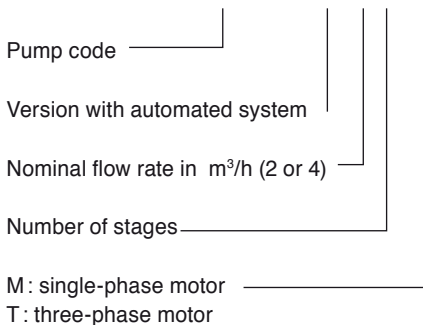 Pump code
Version with automated system
Nominal flow rate in m³/h (2 or 4)
Number of stages
M : single-phase motor
T : three-phase motor